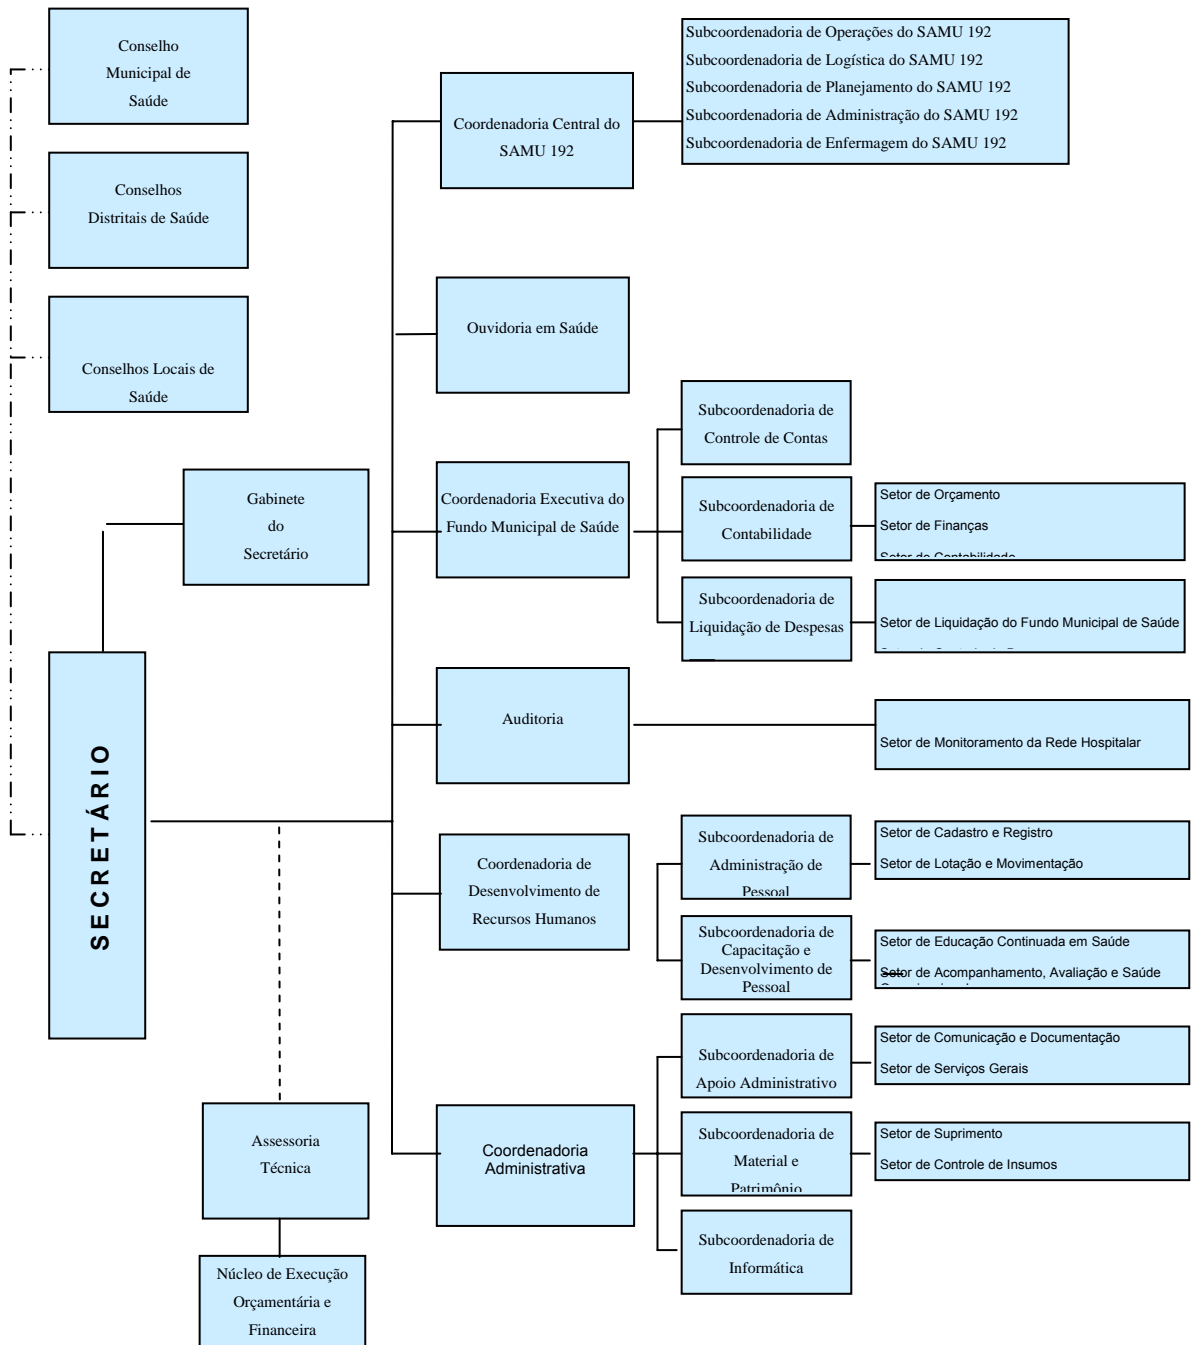 Conselho
Municipal de
Saúde
Conselhos
Distritais de Saúde
Conselhos Locais de
Saúde
Gabinete
do
Secretário
SECRETÁRIO
Assessoria
Técnica
Núcleo de Execução
Orçamentária e
Financeira
Coordenadoria Central do
SAMU 192
Subcoordenadoria de Operações do SAMU 192
Subcoordenadoria de Logística do SAMU 192
Subcoordenadoria de Planejamento do SAMU 192
Subcoordenadoria de Administração do SAMU 192
Subcoordenadoria de Enfermagem do SAMU 192
Ouvidoria em Saúde
Coordenadoria Executiva do
Fundo Municipal de Saúde
Subcoordenadoria de
Controle de Contas
Subcoordenadoria de
Contabilidade
Setor de Orçamento
Setor de Finanças
Setor de Contabilidade
Subcoordenadoria de
Liquidação de Despesas
Setor de Liquidação do Fundo Municipal de Saúde
Auditoria
Setor de Monitoramento da Rede Hospitalar
Coordenadoria de
Desenvolvimento de
Recursos Humanos
Subcoordenadoria de
Administração de
Pessoal
Setor de Cadastro e Registro
Setor de Lotação e Movimentação
Subcoordenadoria de
Capacitação e
Desenvolvimento de
Pessoal
Setor de Educação Continuada em Saúde
Setor de Acompanhamento, Avaliação e Saúde
Coordenadoria
Administrativa
Subcoordenadoria de
Apoio Administrativo
Setor de Comunicação e Documentação
Setor de Serviços Gerais
Subcoordenadoria de
Material e
Patrimônio
Setor de Suprimento
Setor de Controle de Insumos
Subcoordenadoria de
Informática